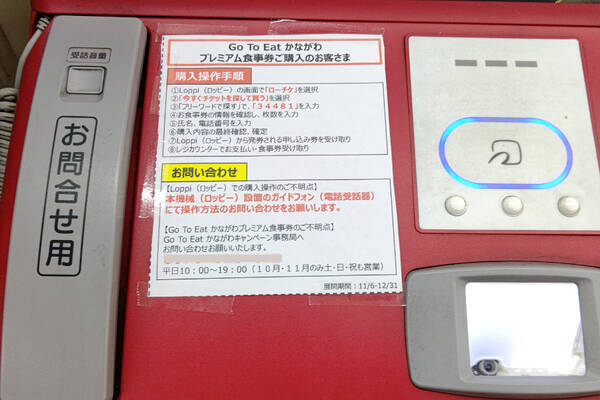 受話音量
お問合せ用
Go To Eat かながわ
プレミアム食事券ご購入のお客さま
購入操作手順
①Loppi（ロッピー）の画面で「ローチケ」を選択
②「今すぐチケットを探して買う」を選択
③「フリーワードで探す」で、「34481」を入力
④お食事券の情報を確認し、枚数を入力
⑤氏名、電話番号を入力
⑥購入内容の最終確認、確定
⑦Loppi（ロッピー）から発券される申し込み券を受け取り
⑧レジカウンターでお支払い・食事券受け取り
お問い合わせ
【Loppi（ロッピー）での購入操作のご不明点】
本機械（ロッピー）設置のガイドフォン（電話受話器）
にて操作方法のお問い合わせをお願いします。
【Go To Eat かながわプレミアム食事券のご不明点】
Go To Eat かながわキャンペーン事務局へ
お問い合わせお願いいたします。
平日10：00～19：00（10月・11月のみ土・日・祝も営業）
展開期間：11/6-12/31